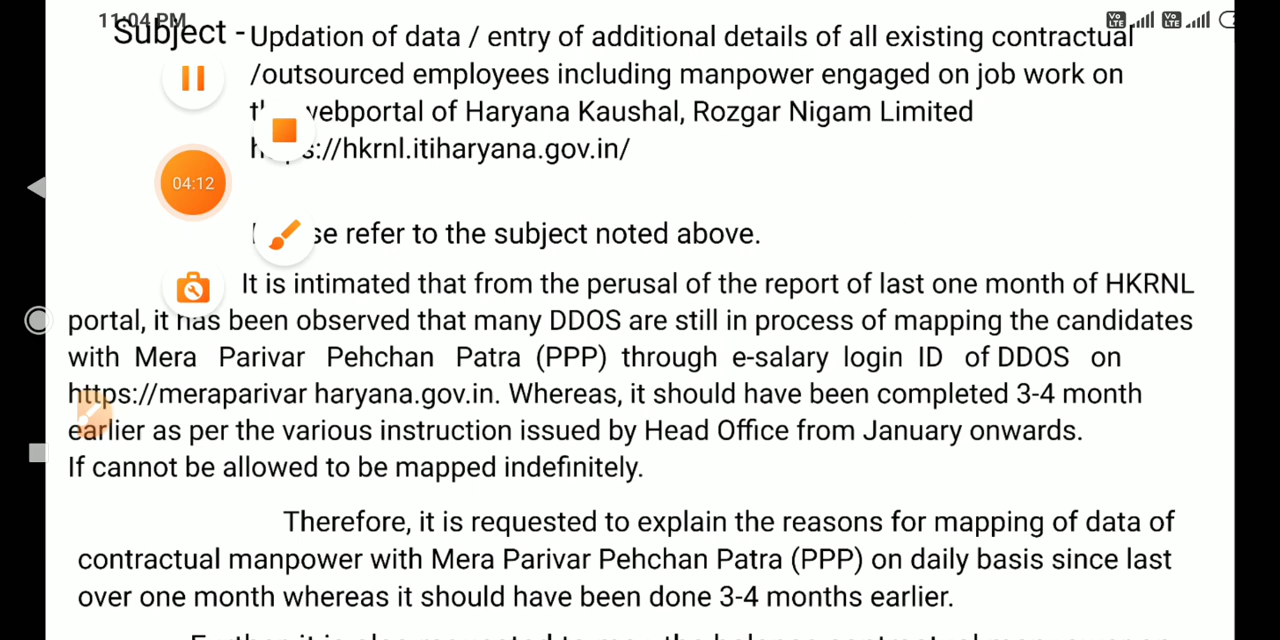 11:04 PM
Subject - Updation of data / entry of additional details of all existing contractual
/outsourced employees including manpower engaged on job work on
webportal of Haryana Kaushal, Rozgar Nigam Limited
s://hkrnl.itiharyana.gov.in/
04:12
se refer to the subject noted above.
It is intimated that from the perusal of the report of last one month of HKRNL
portal, it has been observed that many DDOS are still in process of mapping the candidates
with Mera Parivar Pehchan Patra (PPP) through e-salary login ID of DDOS on
https://meraparivar haryana.gov.in. Whereas, it should have been completed 3-4 month
earlier as per the various instruction issued by Head Office from January onwards.
If cannot be allowed to be mapped indefinitely.
Therefore, it is requested to explain the reasons for mapping of data of
contractual manpower with Mera Parivar Pehchan Patra (PPP) on daily basis since last
over one month whereas it should have been done 3-4 months earlier.